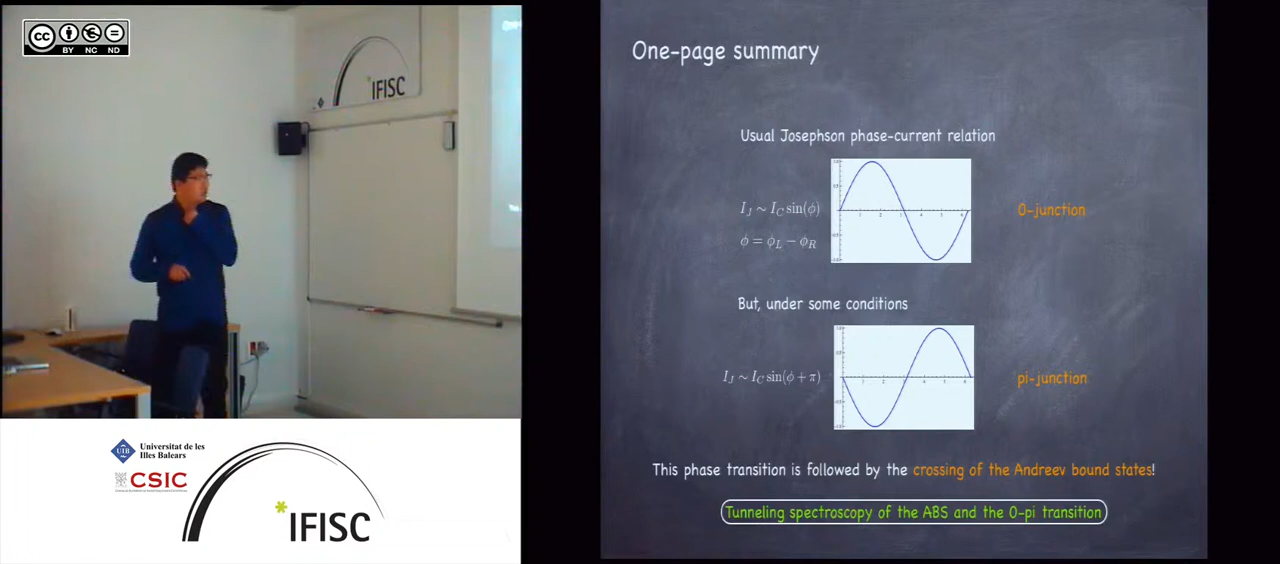 cc
BY NC ND
*IFISC
UIB
Universitat de les
Illes Balears
CSIC
*IFISC
One-page summary
Usual Josephson phase-current relation
I_J ∼ I_C sin(ϕ)
ϕ = ϕ_L − ϕ_R
0-junction
But, under some conditions
I_J ∼ I_C sin(ϕ + π)
pi-junction
This phase transition is followed by the crossing of the Andreev bound states!
Tunneling spectroscopy of the ABS and the 0-pi transition